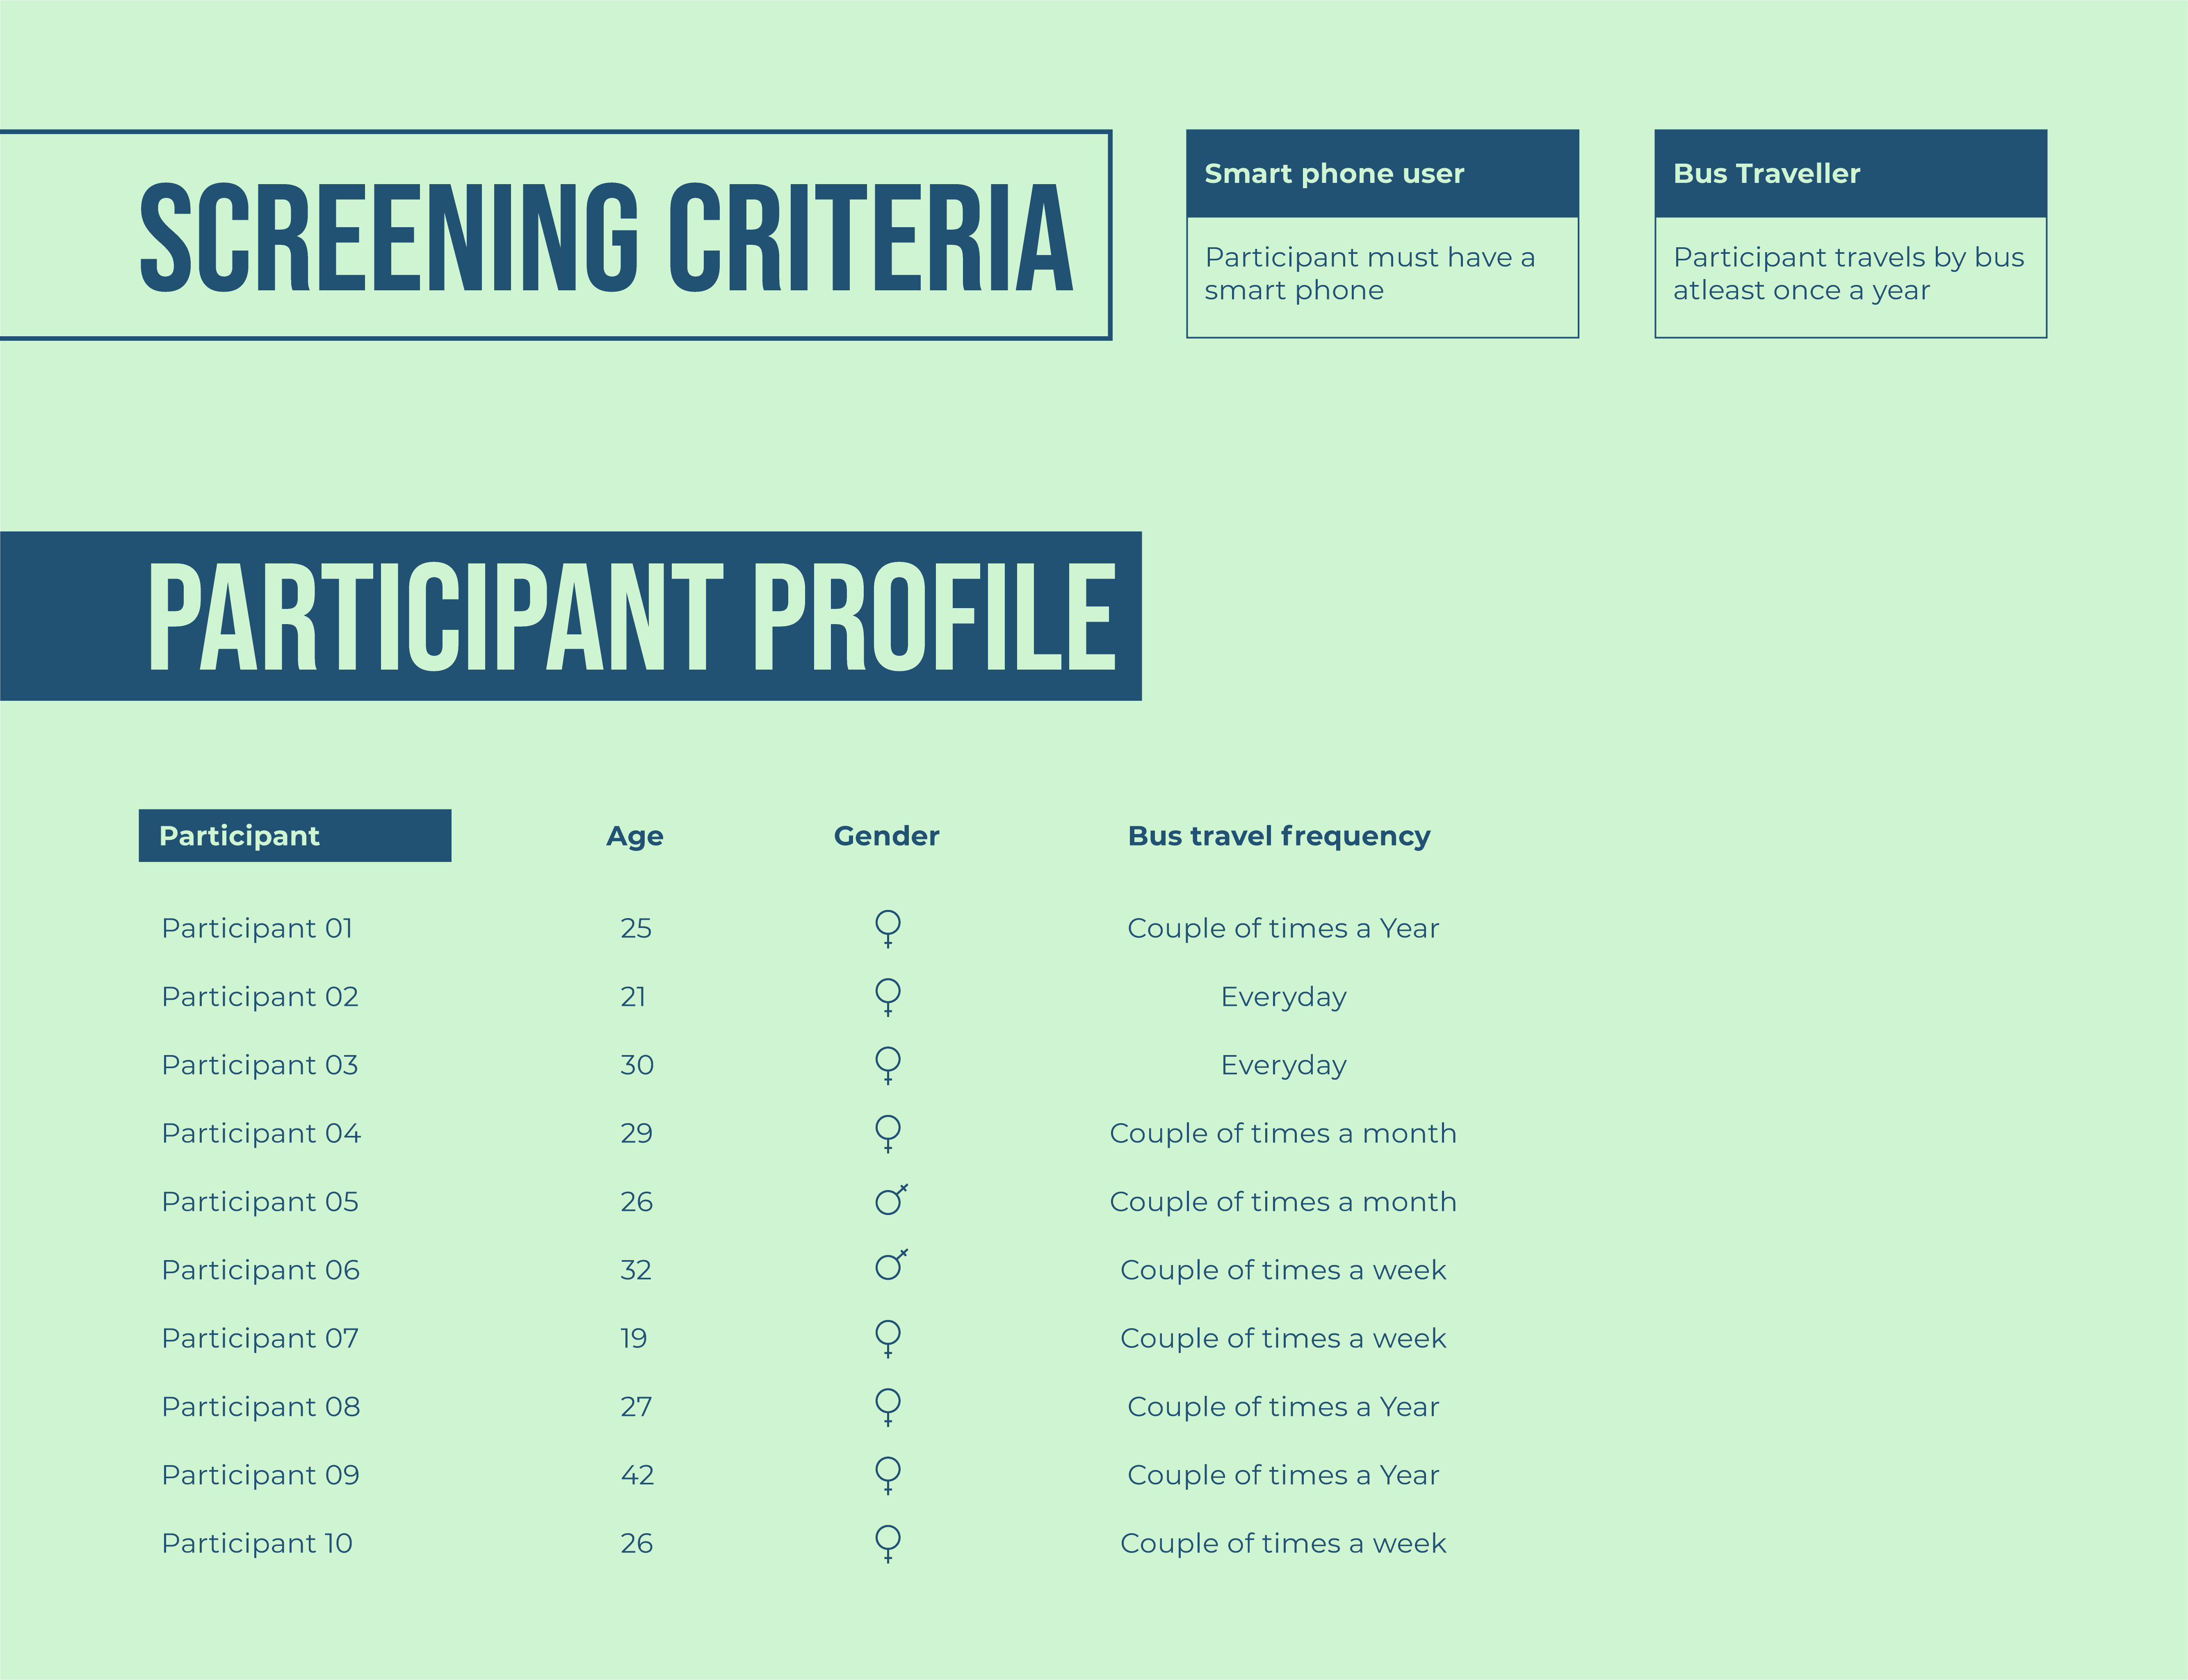 SCREENING CRITERIA
Smart phone user
Participant must have a
smart phone
Bus Traveller
Participant travels by bus
atleast once a year
PARTICIPANT PROFILE
Participant Age Gender Bus travel frequency
Participant 01 25 ♀ Couple of times a Year
Participant 02 21 ♀ Everyday
Participant 03 30 ♀ Everyday
Participant 04 29 ♀ Couple of times a month
Participant 05 26 ♂ Couple of times a month
Participant 06 32 ♂ Couple of times a week
Participant 07 19 ♀ Couple of times a week
Participant 08 27 ♀ Couple of times a Year
Participant 09 42 ♀ Couple of times a Year
Participant 10 26 ♀ Couple of times a week